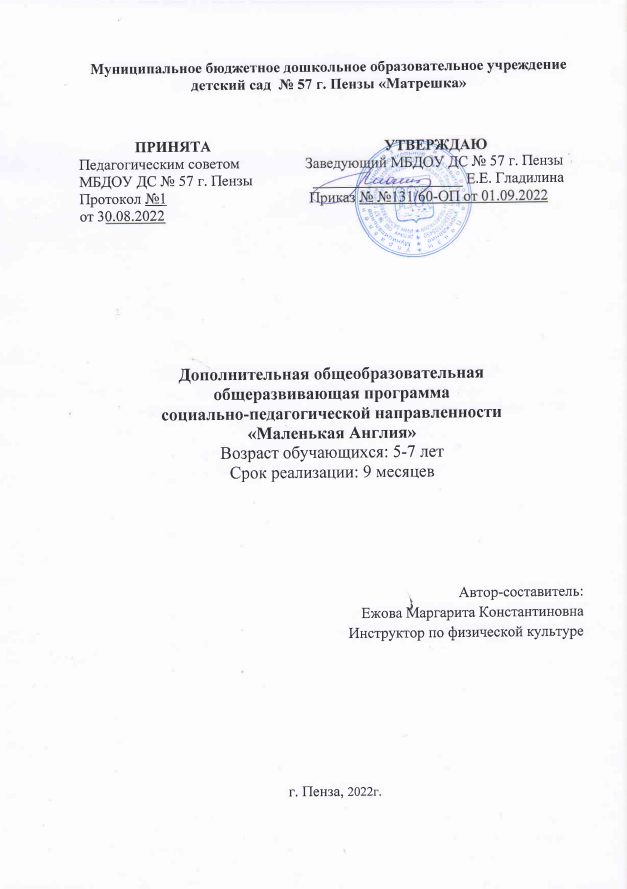 Муниципальное бюджетное дошкольное образовательное учреждение
детский сад № 57 г. Пензы «Матрешка»
ПРИНЯТА
Педагогическим советом
МБДОУ ДС № 57 г. Пензы
Протокол №1
от 30.08.2022
УТВЕРЖДАЮ
Заведующий МБДОУ ДС № 57 г. Пензы
Е.Е. Гладилина
Приказ № №131/60-ОП от 01.09.2022
Дополнительная общеобразовательная
общеразвивающая программа
социально-педагогической направленности
«Маленькая Англия»
Возраст обучающихся: 5-7 лет
Срок реализации: 9 месяцев
Автор-составитель:
Ежова Маргарита Константиновна
Инструктор по физической культуре
г. Пенза, 2022г.